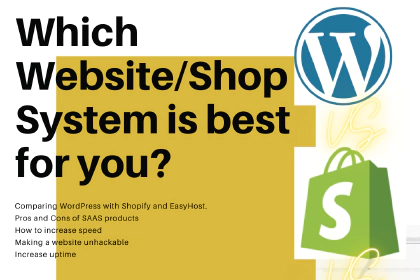 Which
Website/Shop
System is best
for you?
VS
Comparing WordPress with Shopify and EasyHost.
Pros and Cons of SAAS products
How to increase speed
Making a website unhackable
Increase uptime